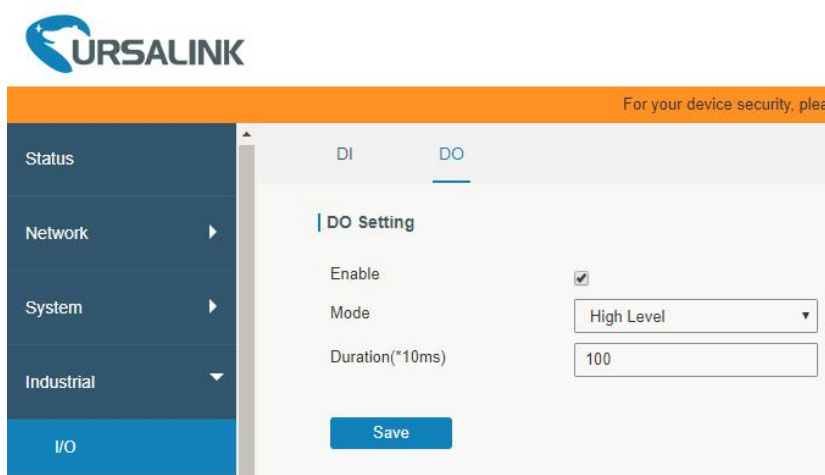 URSALINK
For your device security, plea
Status
Network
System
Industrial
I/O
DI DO
DO Setting
Enable
Mode High Level
Duration(*10ms) 100
Save